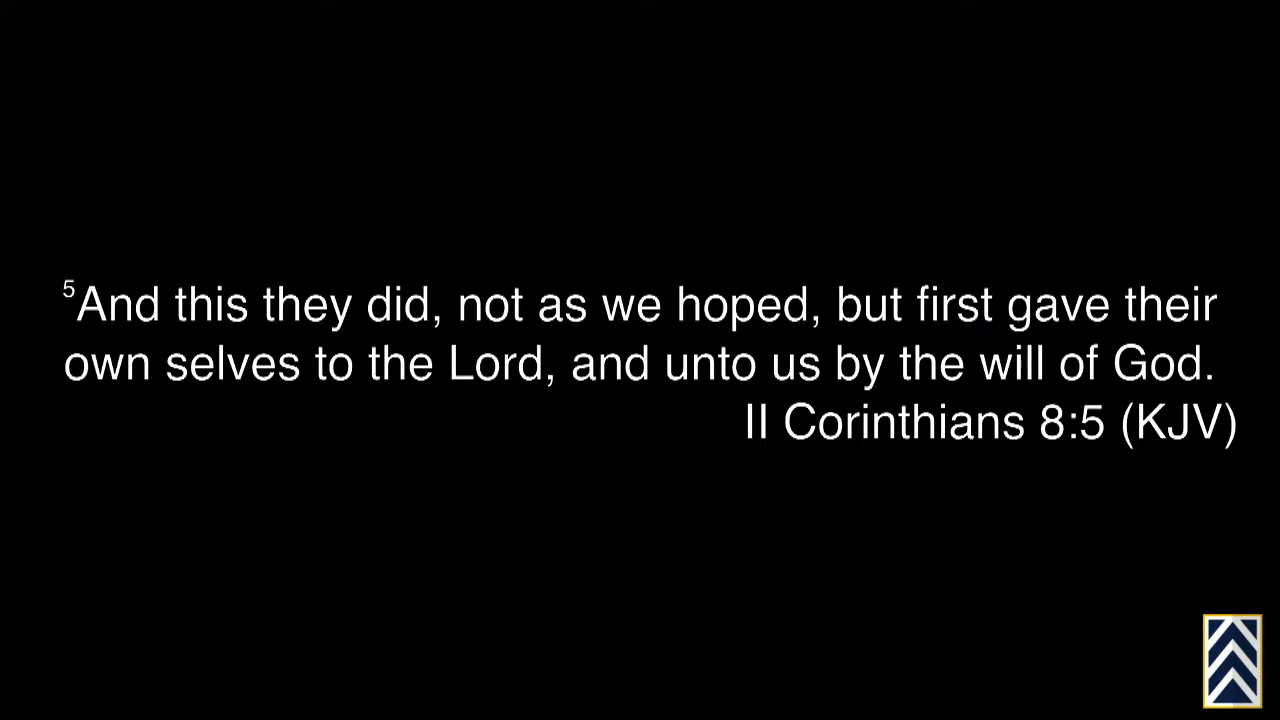 5And this they did, not as we hoped, but first gave their
own selves to the Lord, and unto us by the will of God.
II Corinthians 8:5 (KJV)